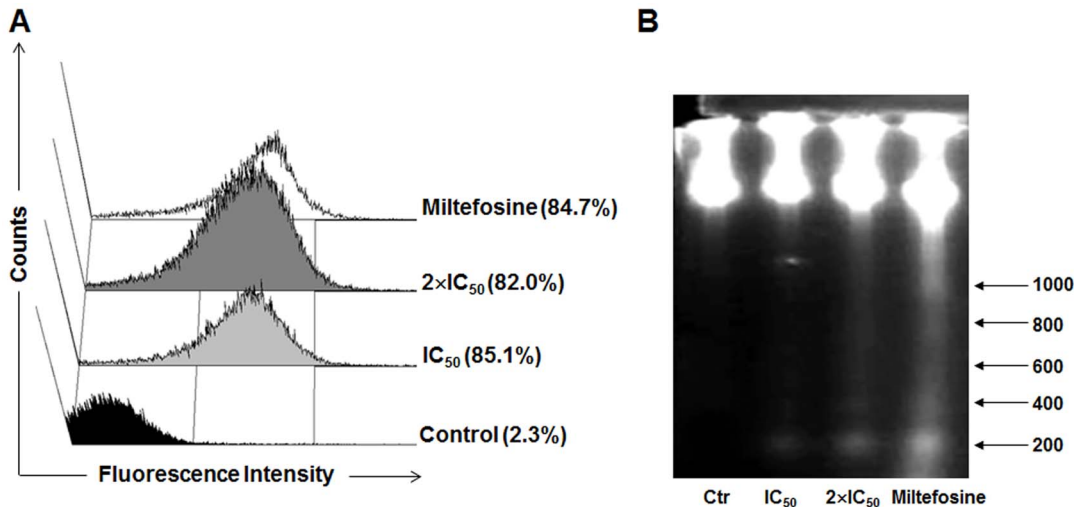 A
Counts
Miltefosine (84.7%)
2×IC50 (82.0%)
IC50 (85.1%)
Control (2.3%)
Fluorescence Intensity
B
1000
800
600
400
200
Ctr IC50 2×IC50 Miltefosine